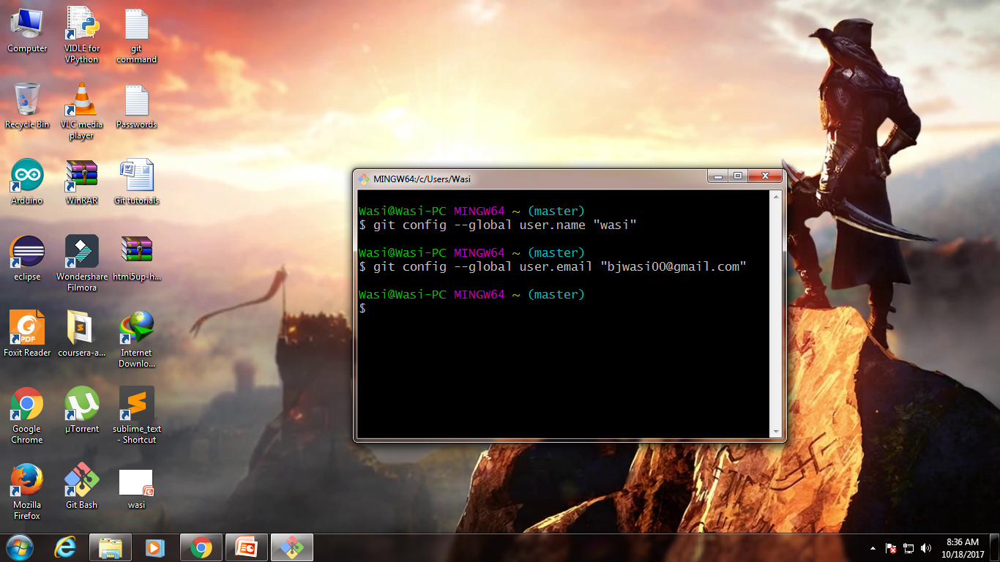 Computer
VIDLE for
VPython
git
command
Recycle Bin
VLC media
player
Passwords
Arduino
WinRAR
Git tutorials
eclipse
Wondershare
Filmora
html5up-h...
Foxit Reader
PDF
coursera-a...
Internet
Downlo...
Google
Chrome
µTorrent
sublime_text
- Shortcut
Mozilla
Firefox
Git Bash
wasi
MINGW64:/c/Users/Wasi
Wasi@Wasi-PC MINGW64 ~ (master)
$ git config --global user.name "wasi"
Wasi@Wasi-PC MINGW64 ~ (master)
$ git config --global user.email "bjwasi00@gmail.com"
Wasi@Wasi-PC MINGW64 ~ (master)
$
8:36 AM
10/18/2017